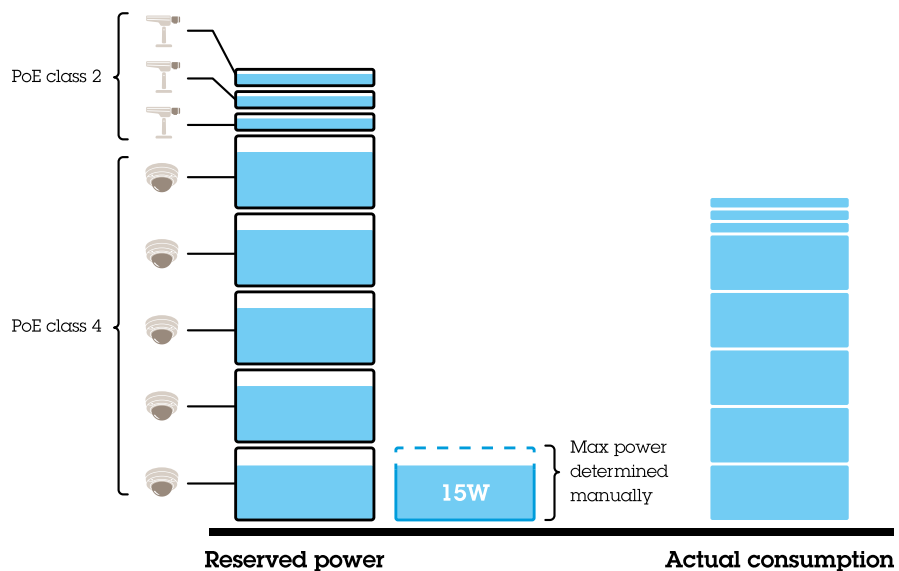 PoE class 2
PoE class 4
15W
Max power
determined
manually
Reserved power
Actual consumption